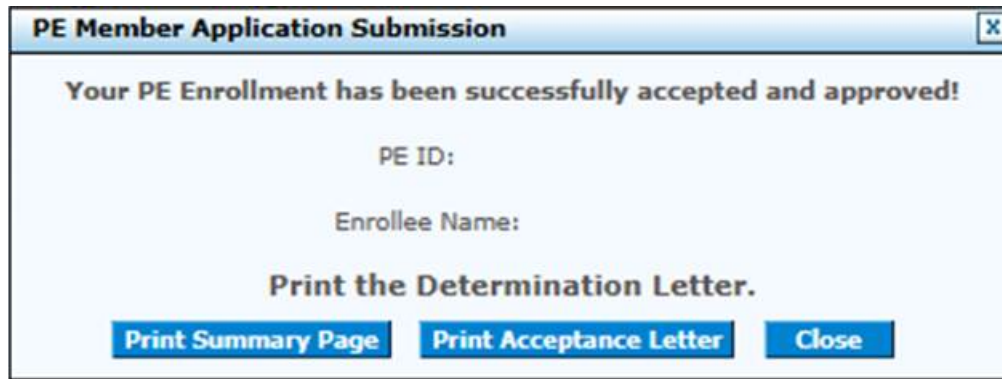 PE Member Application Submission X
Your PE Enrollment has been successfully accepted and approved!
PE ID:
Enrollee Name:
Print the Determination Letter.
Print Summary Page Print Acceptance Letter Close